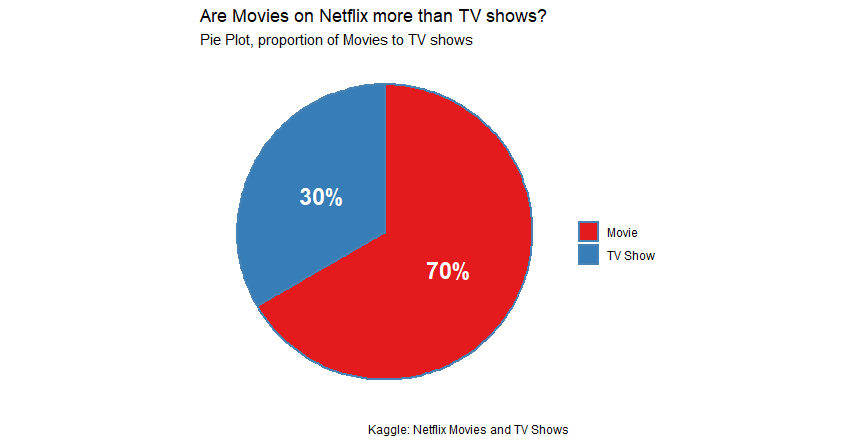 Are Movies on Netflix more than TV shows?
Pie Plot, proportion of Movies to TV shows
30%
70%
Movie
TV Show
Kaggle: Netflix Movies and TV Shows